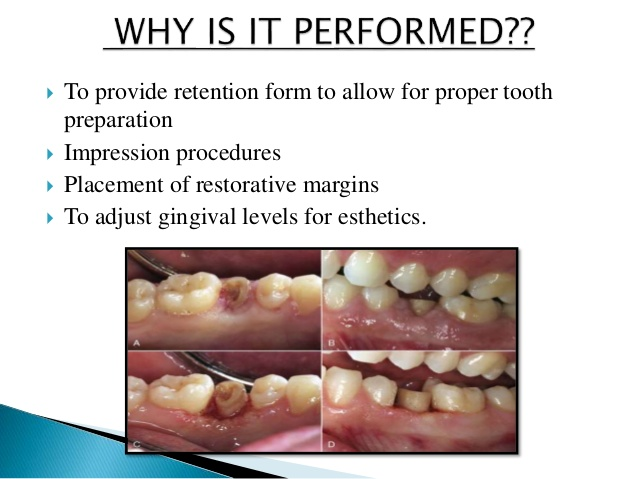 WHY IS IT PERFORMED??
To provide retention form to allow for proper tooth
preparation
Impression procedures
Placement of restorative margins
To adjust gingival levels for esthetics.
A
B
C
D